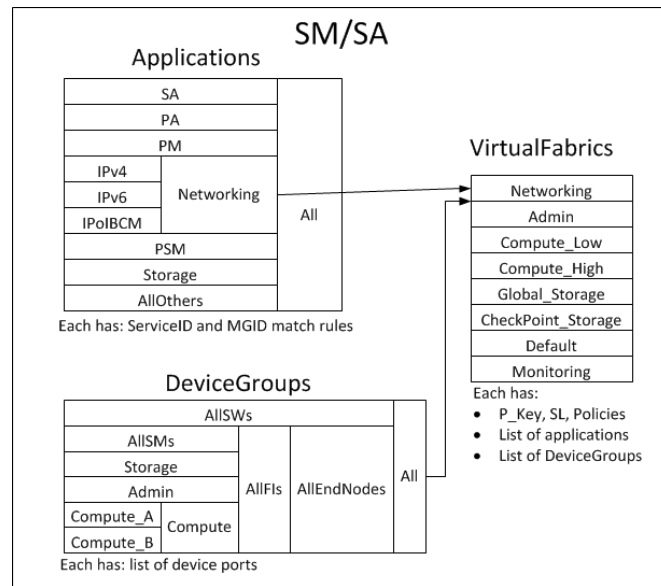 SM/SA
Applications
SA
PA
PM
IPv4
IPv6
IPoIBCM
Networking
PSM
Storage
AllOthers
All
Each has: ServiceID and MGID match rules
VirtualFabrics
Networking
Admin
Compute_Low
Compute_High
Global_Storage
CheckPoint_Storage
Default
Monitoring
Each has:
• P_Key, SL, Policies
• List of applications
• List of DeviceGroups
DeviceGroups
AllSWs
AllSMs
Storage
Admin
Compute_A
Compute_B
Compute
AllFIs
AllEndNodes
All
Each has: list of device ports